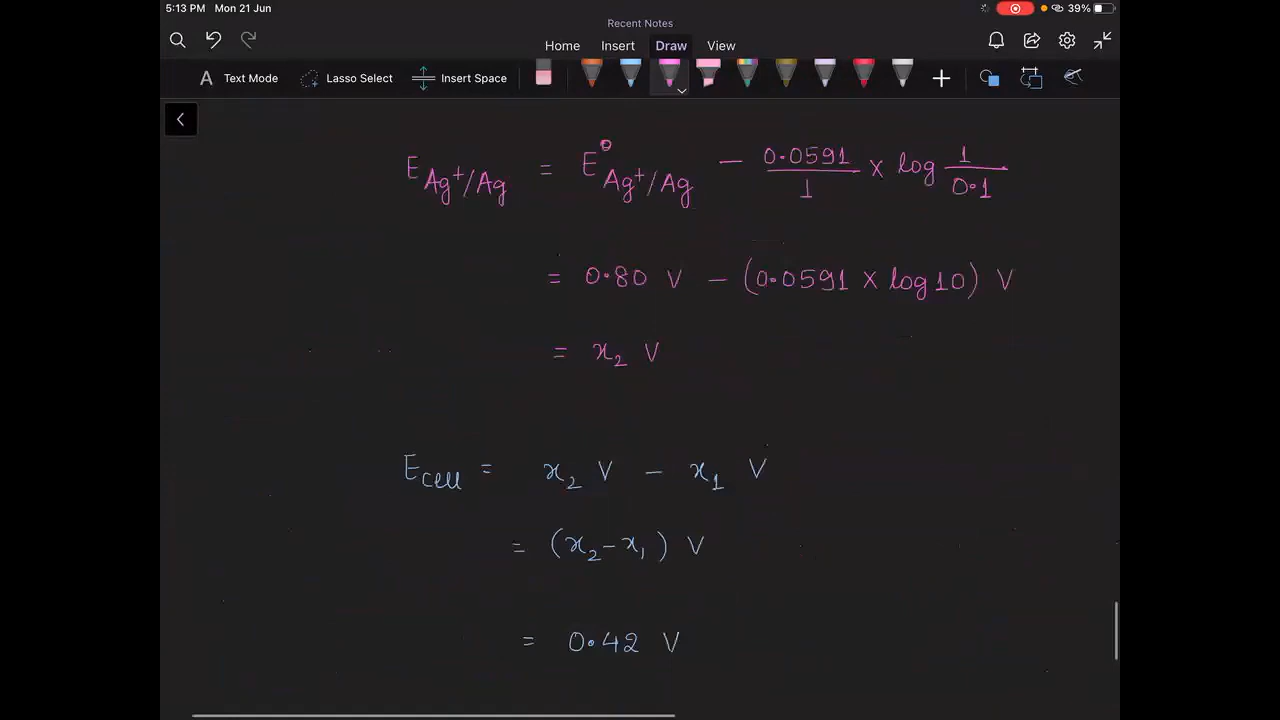 5:13 PM Mon 21 Jun
39%
Recent Notes
Home Insert Draw View
Text Mode Lasso Select Insert Space
E_Ag⁺/Ag = E°_Ag⁺/Ag − 0.0591/1 × log 1/0.1
= 0.80 V − (0.0591 × log 10) V
= x₂ V
E_cell = x₂ V − x₁ V
= (x₂ − x₁) V
= 0.42 V